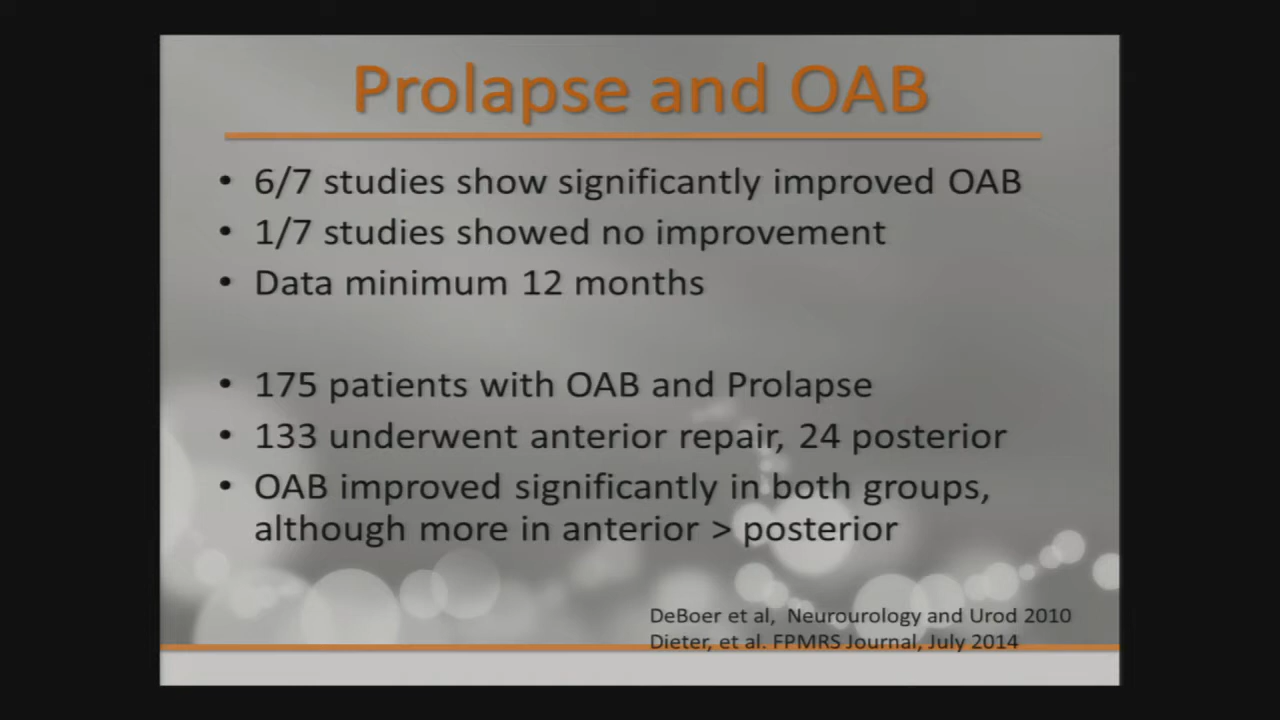 Prolapse and OAB
• 6/7 studies show significantly improved OAB
• 1/7 studies showed no improvement
• Data minimum 12 months
• 175 patients with OAB and Prolapse
• 133 underwent anterior repair, 24 posterior
• OAB improved significantly in both groups,
although more in anterior > posterior
DeBoer et al, Neurourology and Urod 2010
Dieter, et al. FPMRS Journal, July 2014